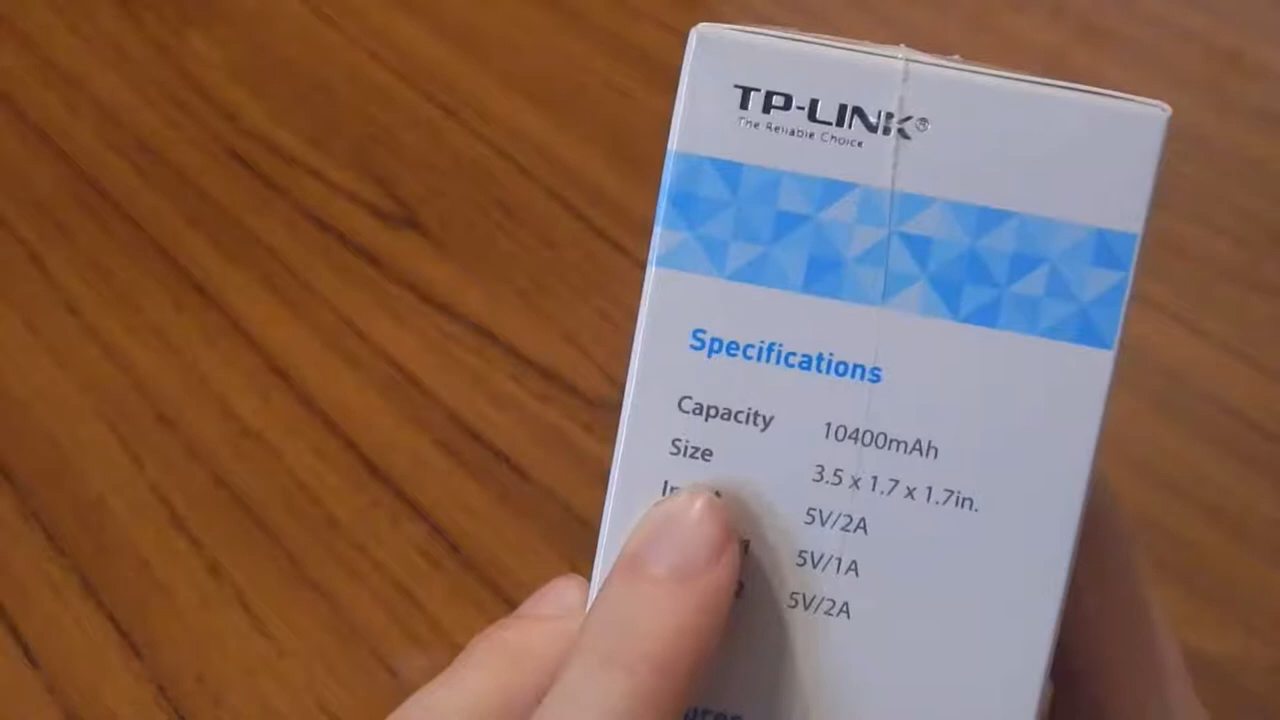 TP-LINK®
The Reliable Choice
Specifications
Capacity 10400mAh
Size 3.5 x 1.7 x 1.7in.
5V/2A
5V/1A
5V/2A